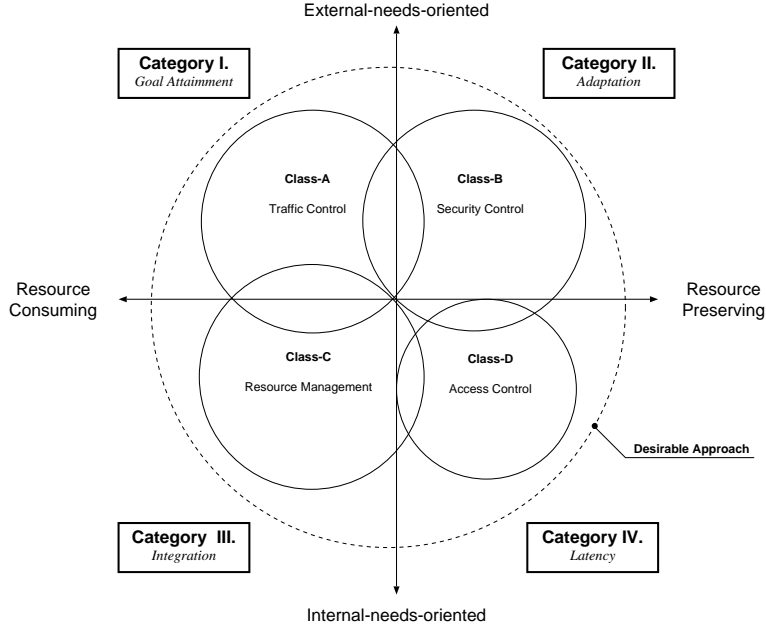 External-needs-oriented
Category I.
Goal Attainment
Category II.
Adaptation
Class-A
Traffic Control
Class-B
Security Control
Resource
Consuming
Resource
Preserving
Class-C
Resource Management
Class-D
Access Control
Desirable Approach
Category III.
Integration
Category IV.
Latency
Internal-needs-oriented